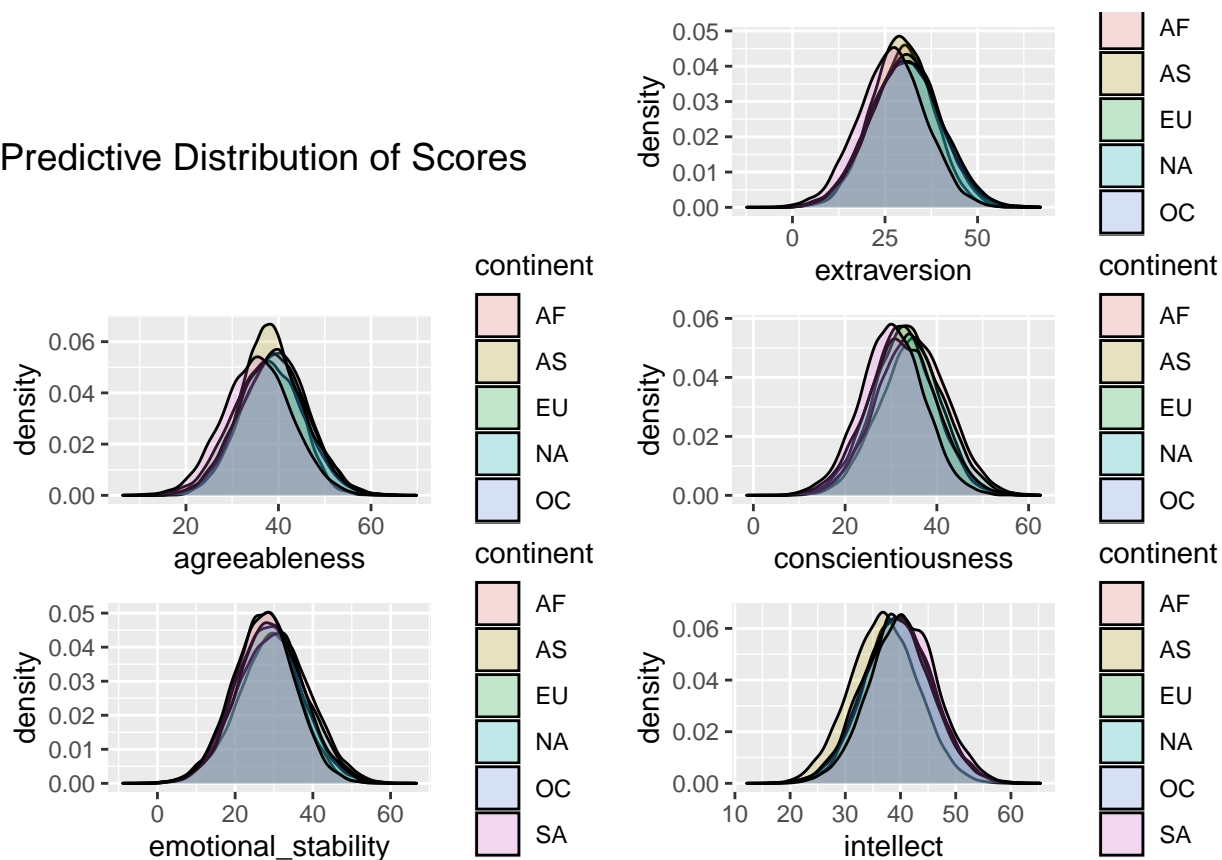 Predictive Distribution of Scores
0.05
0.04
0.03
0.02
0.01
0.00
density
0 25 50
extraversion
AF
AS
EU
NA
OC
0.06
0.04
0.02
0.00
density
20 40 60
agreeableness
continent
AF
AS
EU
NA
OC
0.06
0.04
0.02
0.00
density
0 20 40 60
conscientiousness
continent
AF
AS
EU
NA
OC
0.05
0.04
0.03
0.02
0.01
0.00
density
0 20 40 60
emotional_stability
continent
AF
AS
EU
NA
OC
SA
0.06
0.04
0.02
0.00
density
10 20 30 40 50 60
intellect
continent
AF
AS
EU
NA
OC
SA